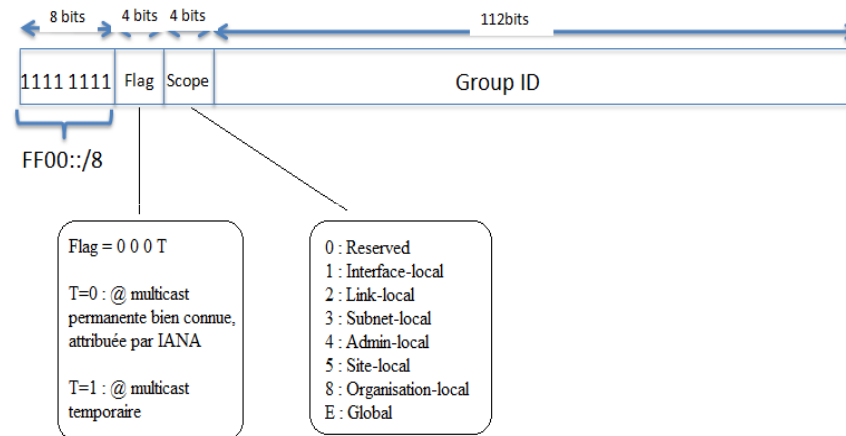 8 bits 4 bits 4 bits 112bits
1111 1111 Flag Scope Group ID
FF00::/8
Flag = 0 0 0 T
T=0 : @ multicast
permanente bien connue,
attribuée par IANA
T=1 : @ multicast
temporaire
0 : Reserved
1 : Interface-local
2 : Link-local
3 : Subnet-local
4 : Admin-local
5 : Site-local
8 : Organisation-local
E : Global